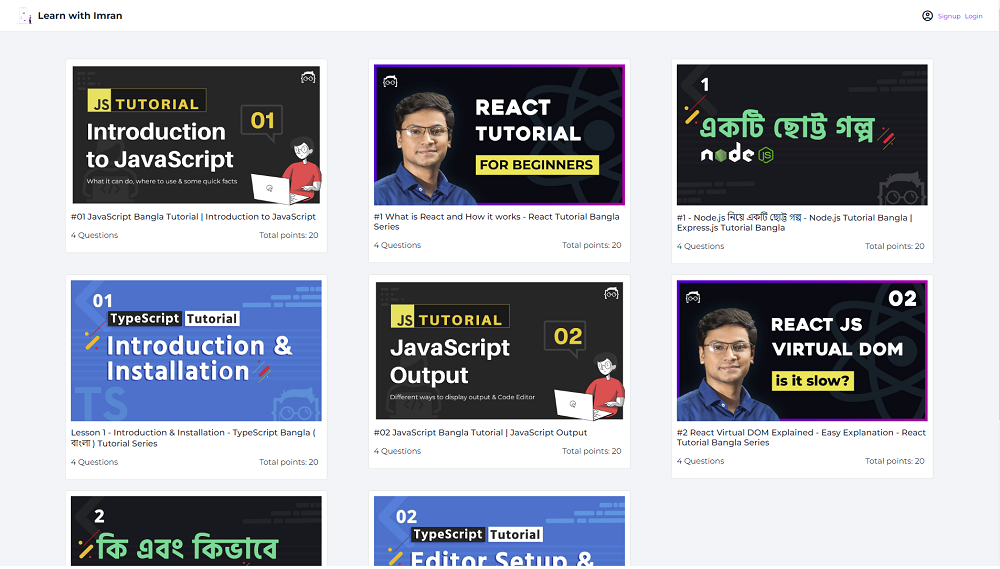 Learn with Imran
Signup Login
JS TUTORIAL
01
Introduction
to JavaScript
What it can do, where to use & some quick facts
#01 JavaScript Bangla Tutorial | Introduction to JavaScript
4 Questions
Total points: 20
REACT
TUTORIAL
FOR BEGINNERS
#1 What is React and How it works - React Tutorial Bangla
Series
4 Questions
Total points: 20
1
একটি ছোট্ট গল্প
node
JS
#1 - Node.js নিয়ে একটি ছোট্ট গল্প - Node.js Tutorial Bangla |
Express.js Tutorial Bangla
4 Questions
Total points: 20
01
TypeScript Tutorial
Introduction &
Installation
TS
Lesson 1 - Introduction & Installation - TypeScript Bangla (
বাংলা ) Tutorial Series
4 Questions
Total points: 20
JS TUTORIAL
02
JavaScript
Output
Different ways to display output & Code Editor
#02 JavaScript Bangla Tutorial | JavaScript Output
4 Questions
Total points: 20
02
REACT JS
VIRTUAL DOM
is it slow?
#2 React Virtual DOM Explained - Easy Explanation - React
Tutorial Bangla Series
4 Questions
Total points: 20
2
কি এবং কিভাবে
02
TypeScript Tutorial
Editor Setup &